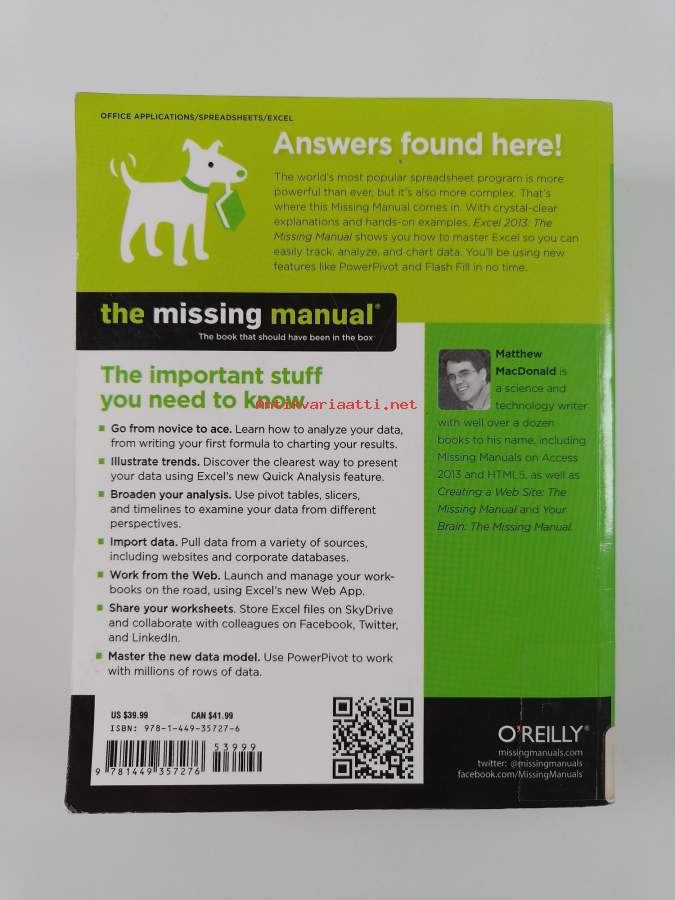 OFFICE APPLICATIONS/SPREADSHEETS/EXCEL
Answers found here!
The world's most popular spreadsheet program is more
powerful than ever, but it's also more complex. That's
where this Missing Manual comes in. With crystal-clear
explanations and hands-on examples, Excel 2013: The
Missing Manual shows you how to master Excel so you can
easily track, analyze, and chart data. You'll be using new
features like PowerPivot and Flash Fill in no time.
the missing manual®
The book that should have been in the box®
The important stuff
you need to know
antikvariaatti.net
▪ Go from novice to ace. Learn how to analyze your data,
from writing your first formula to charting your results.
▪ Illustrate trends. Discover the clearest way to present
your data using Excel's new Quick Analysis feature.
▪ Broaden your analysis. Use pivot tables, slicers,
and timelines to examine your data from different
perspectives.
▪ Import data. Pull data from a variety of sources,
including websites and corporate databases.
▪ Work from the Web. Launch and manage your work-
books on the road, using Excel's new Web App.
▪ Share your worksheets. Store Excel files on SkyDrive
and collaborate with colleagues on Facebook, Twitter,
and LinkedIn.
▪ Master the new data model. Use PowerPivot to work
with millions of rows of data.
Matthew
MacDonald is
a science and
technology writer
with well over a dozen
books to his name, including
Missing Manuals on Access
2013 and HTML5, as well as
Creating a Web Site: The
Missing Manual and Your
Brain: The Missing Manual.
US $39.99 CAN $41.99
ISBN: 978-1-449-35727-6
53999
9 781449 357276
O'REILLY®
missingmanuals.com
twitter: @missingmanuals
facebook.com/MissingManuals